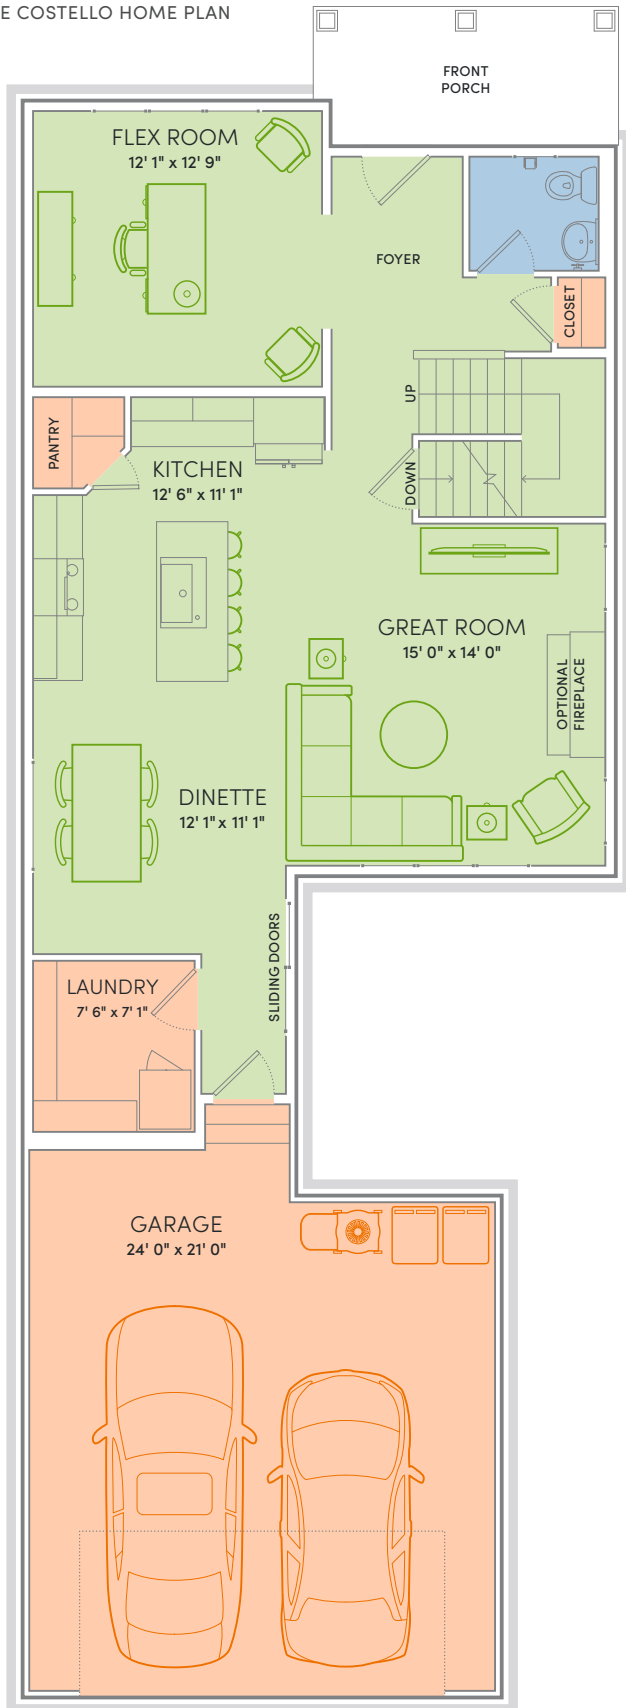 E COSTELLO HOME PLAN
FRONT
PORCH
FLEX ROOM
12' 1" x 12' 9"
FOYER
CLOSET
UP
PANTRY
DOWN
KITCHEN
12' 6" x 11' 1"
GREAT ROOM
15' 0" x 14' 0"
OPTIONAL
FIREPLACE
DINETTE
12' 1" x 11' 1"
SLIDING DOORS
LAUNDRY
7' 6" x 7' 1"
GARAGE
24' 0" x 21' 0"